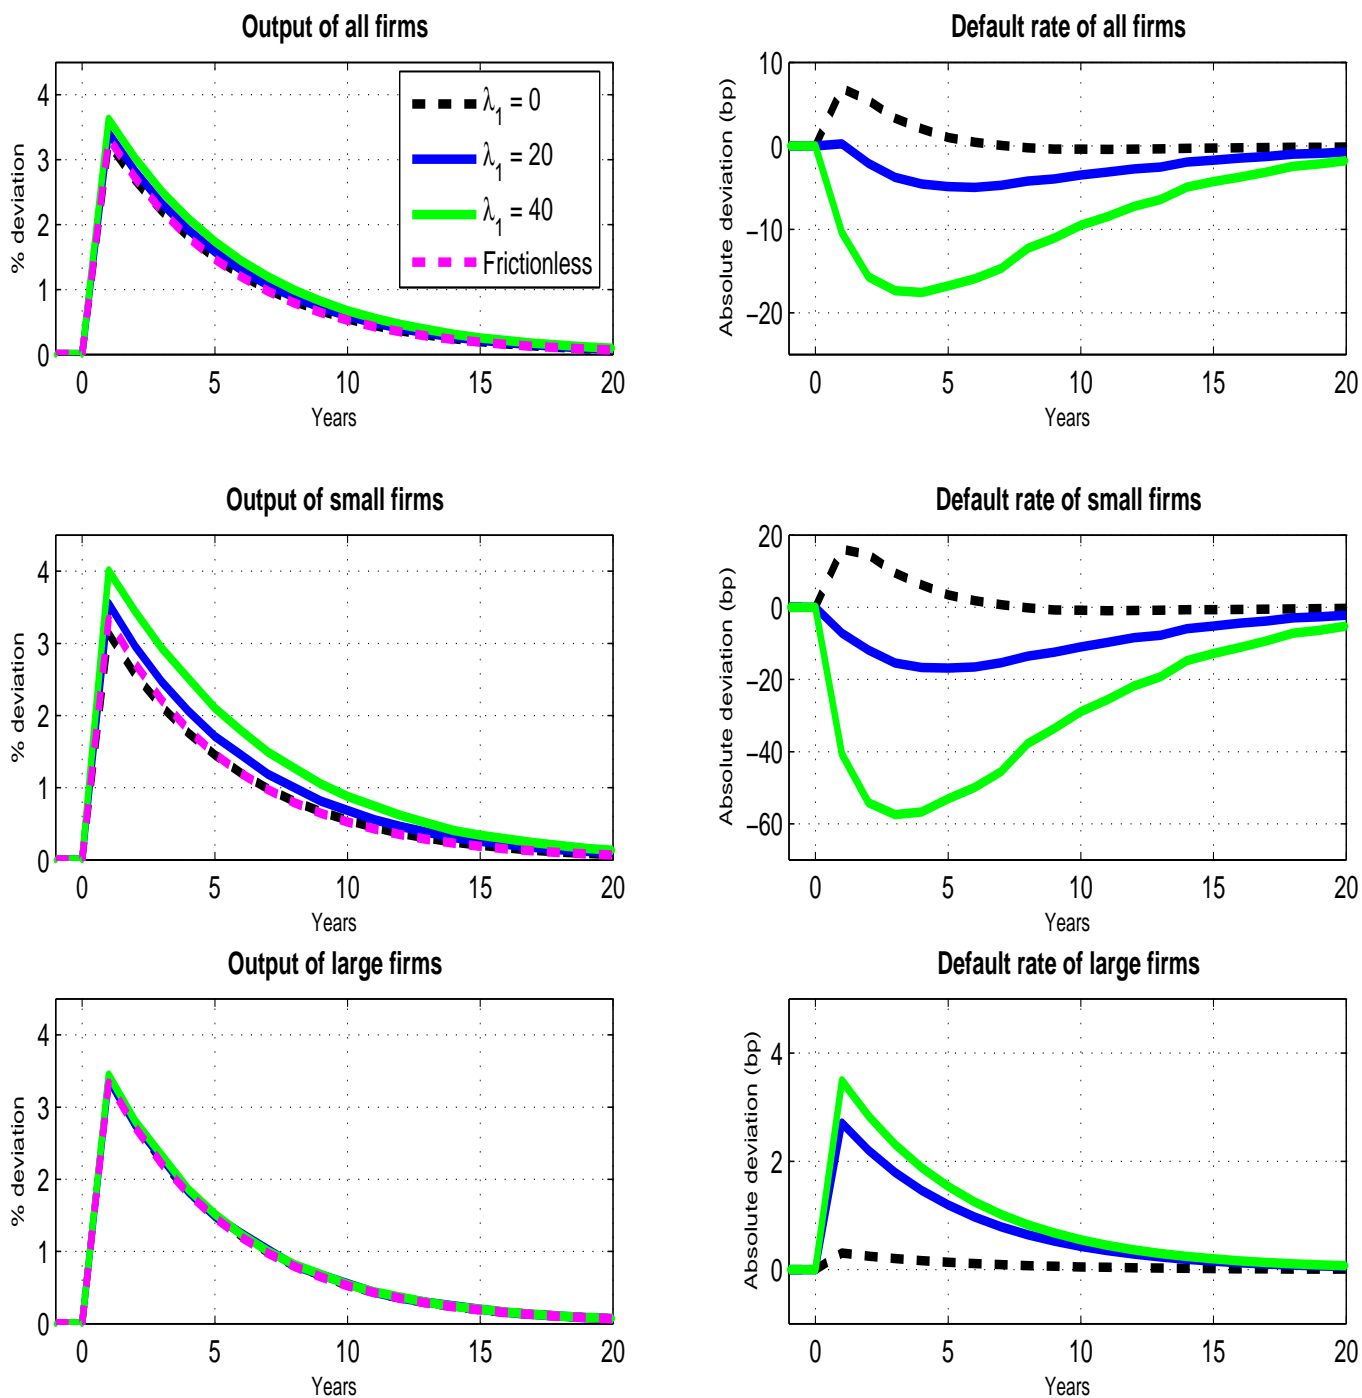 Output of all firms
% deviation
4
3
2
1
0
0 5 10 15 20
Years
λ1 = 0
λ1 = 20
λ1 = 40
Frictionless
Default rate of all firms
Absolute deviation (bp)
10
0
−10
−20
0 5 10 15 20
Years
Output of small firms
% deviation
4
3
2
1
0
0 5 10 15 20
Years
Default rate of small firms
Absolute deviation (bp)
20
0
−20
−40
−60
0 5 10 15 20
Years
Output of large firms
% deviation
4
3
2
1
0
0 5 10 15 20
Years
Default rate of large firms
Absolute deviation (bp)
4
2
0
0 5 10 15 20
Years